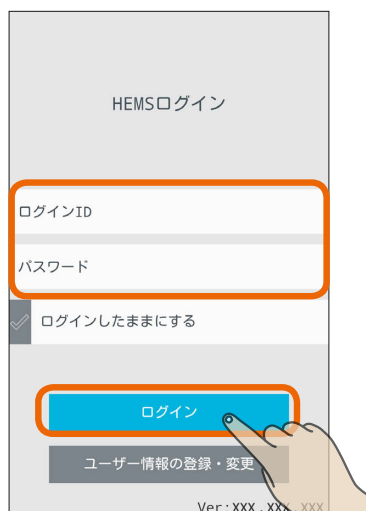 HEMSログイン
ログインID
パスワード
ログインしたままにする
ログイン
ユーザー情報の登録・変更
Ver:XXX.XXX.XXX